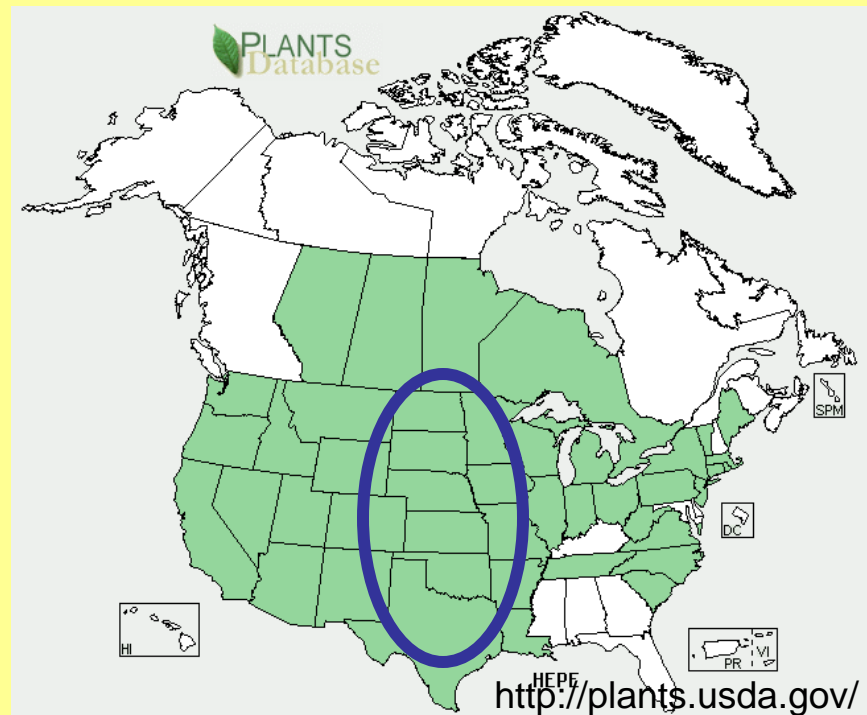 PLANTS
Database
SPM
DC
HI
PR
VI
HEPE
http://plants.usda.gov/